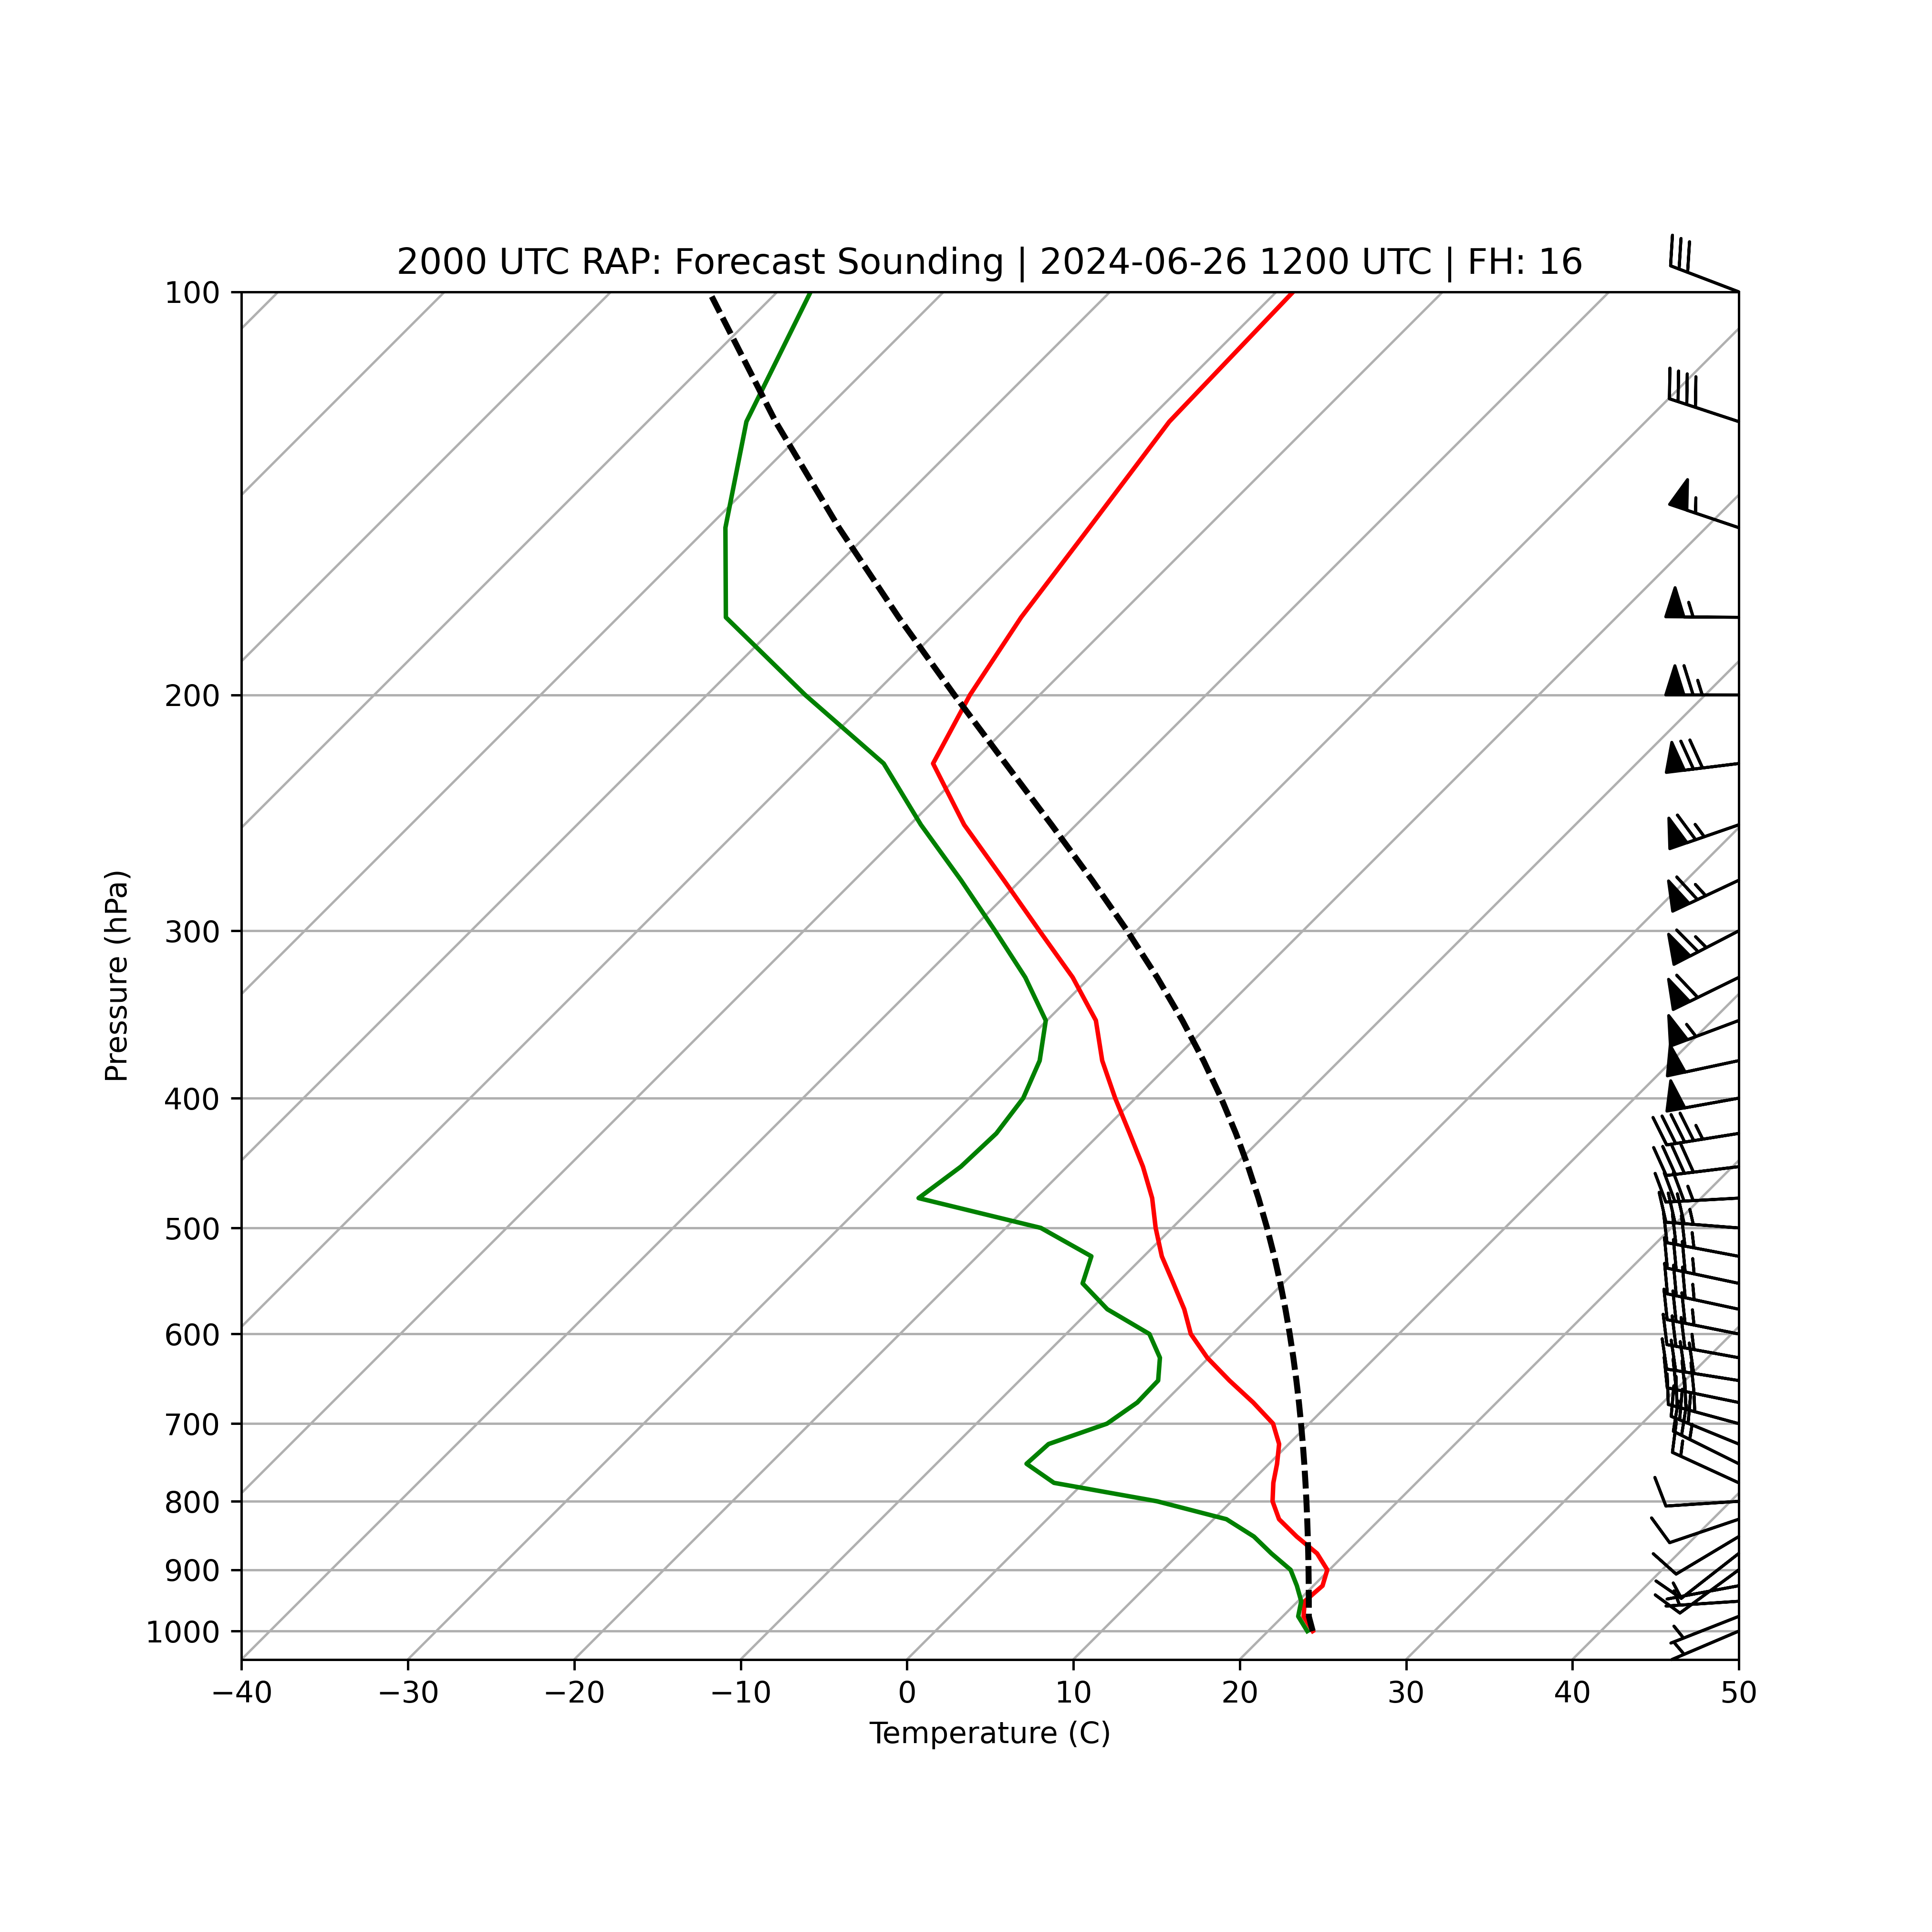 2000 UTC RAP: Forecast Sounding | 2024-06-26 1200 UTC | FH: 16
100
200
300
400
500
600
700
800
900
1000
Pressure (hPa)
−40 −30 −20 −10 0 10 20 30 40 50
Temperature (C)